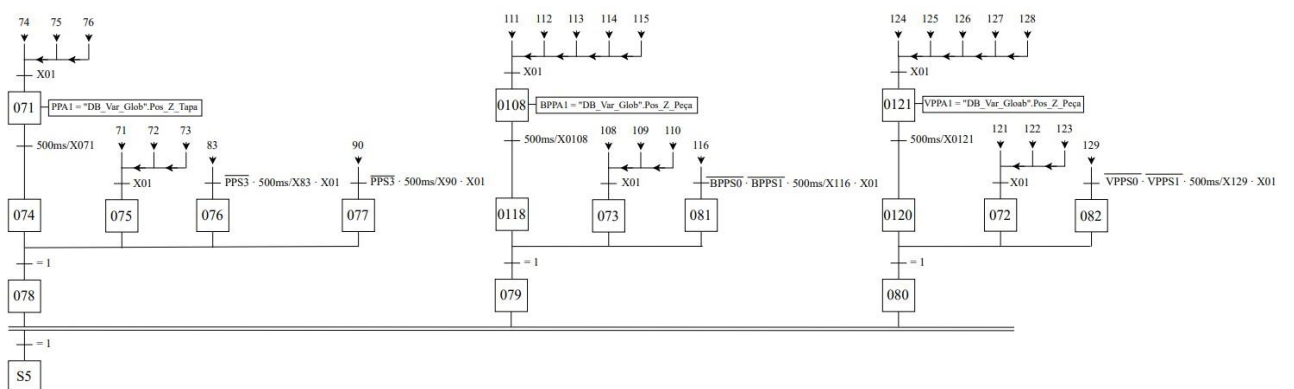 74 75 76
111 112 113 114 115
124 125 126 127 128
X01
X01
X01
071
PPA1 = "DB_Var_Glob".Pos_Z_Tapa
0108
BPPA1 = "DB_Var_Glob".Pos_Z_Peça
0121
VPPA1 = "DB_Var_Gloab".Pos_Z_Peça
71 72 73
83
90
108 109 110
116
121 122 123
129
500ms/X071
500ms/X0108
500ms/X0121
X01
PPS3 · 500ms/X83 · X01
PPS3 · 500ms/X90 · X01
X01
BPPS0 · BPPS1 · 500ms/X116 · X01
X01
VPPS0 · VPPS1 · 500ms/X129 · X01
074
075
076
077
0118
073
081
0120
072
082
= 1
= 1
= 1
078
079
080
= 1
S5